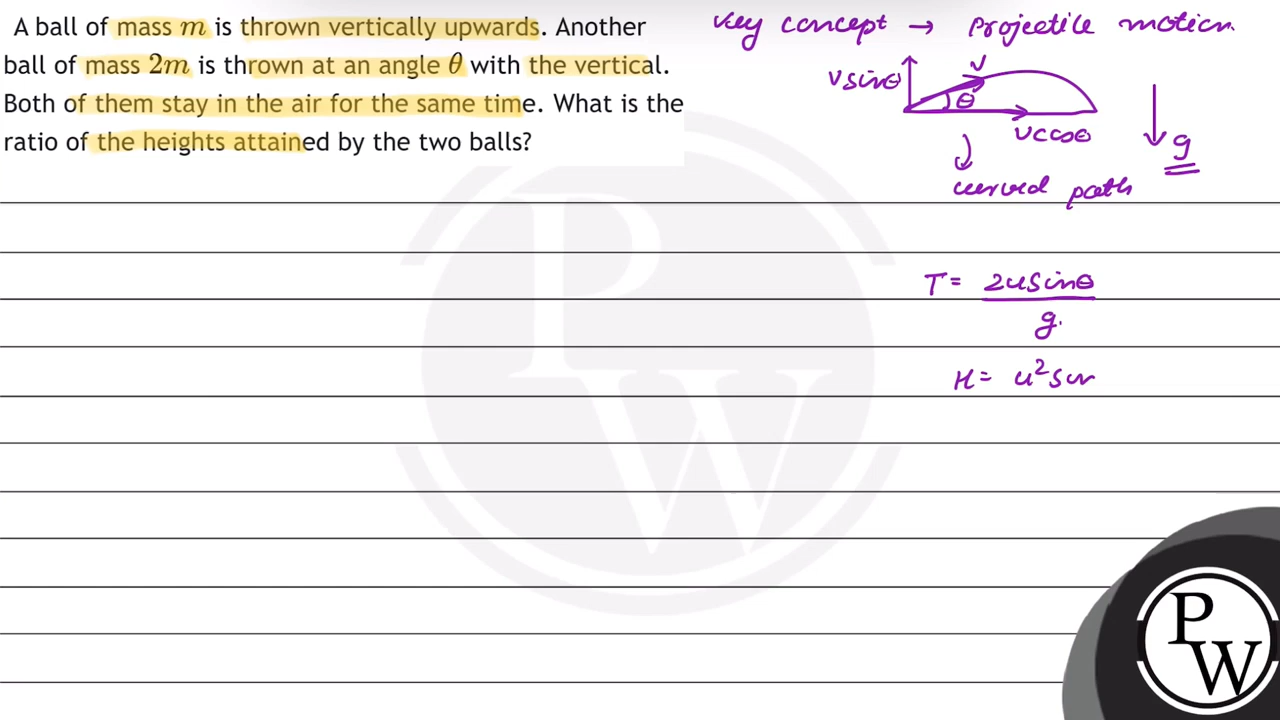 A ball of mass m is thrown vertically upwards. Another
ball of mass 2m is thrown at an angle θ with the vertical.
Both of them stay in the air for the same time. What is the
ratio of the heights attained by the two balls?
Key concept → Projectile motion
v
vsinθ
θ
vcosθ
g
curved path
T = 2usinθ
g.
H = u²sin
P
W
P
W